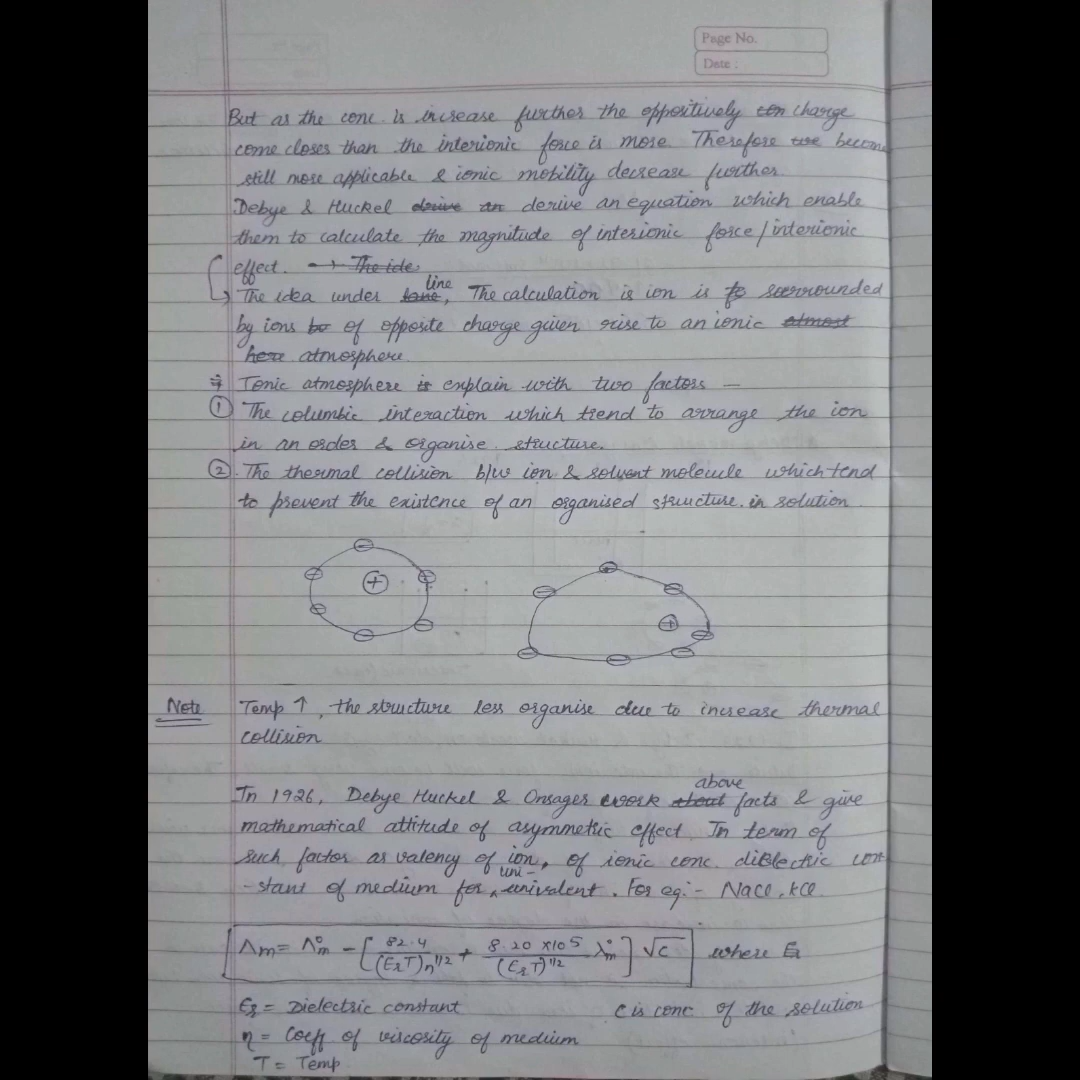 Page No.
Date :
But as the conc. is increase further the oppositively charge
come closer than the interionic force is more. Therefore become
still more applicable & ionic mobility decrease further.
Debye & Huckel derive an equation which enable
them to calculate the magnitude of interionic force/interionic
effect. → The ide
The idea under line, The calculation is ion is surrounded
by ions of opposite charge given rise to an ionic
atmosphere.
Ionic atmosphere explain with two factors —
① The columbic interaction which trend to arrange the ion
in an order & organise structure.
② The thermal collision b/w ion & solvent molecule which tend
to prevent the existence of an organised structure in solution
Note Temp ↑, the structure less organise due to increase thermal
collision
In 1926, Debye Huckel & Onsager work above facts & give
mathematical attitude of asymmetric effect In term of
such factor as valency of ion, of ionic conc. dielectric con
-stant of medium for uni-univalent. For eg:- NaCl, KCl.
Λm = Λ°m - [82.4/(ƐrT)η^1/2 + 8.20 ×10^5/(ƐrT)^1/2 λ°m] √C where Ɛr
Ɛr = Dielectric constant C is conc of the solution
η = Coeff of viscosity of medium
T = Temp.